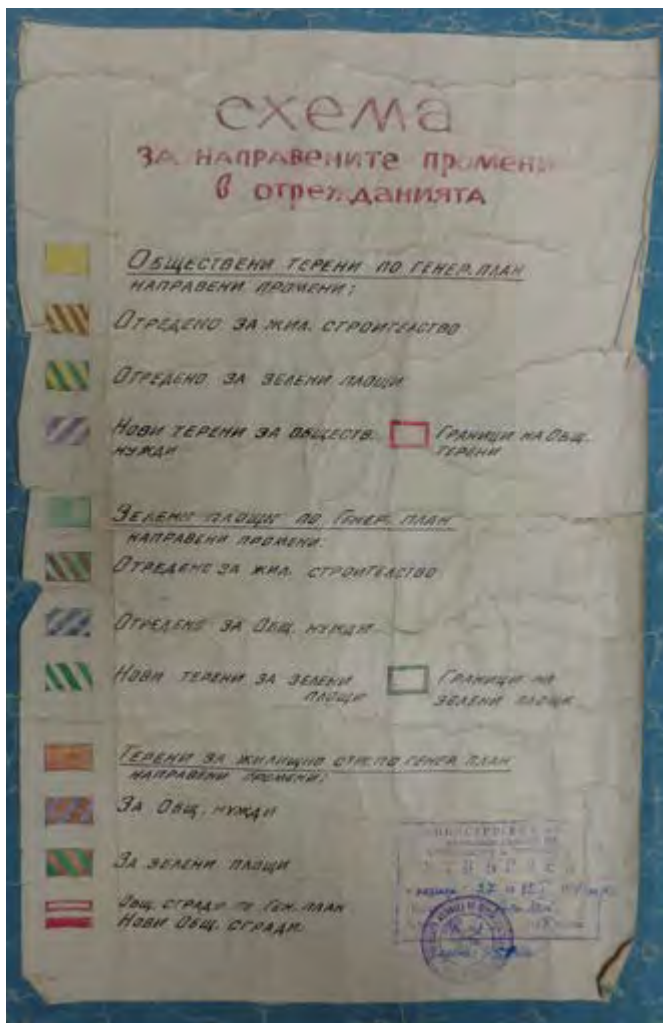 схема
за направените промени
в отрежданията
Обществени терени по генер. план
направени промени:
Отредено за жил. строителство
Отредено за зелени площи
Нови терени за обществ.
нужди
Граници на общ.
терени
Зелени площи по генер. план
направени промени:
Отредено за жил. строителство
Отредено за общ. нужди
Нови терени за зелени
площи
Граници на
зелени площи
Терени за жилищно стр. по генер. план
направени промени:
За общ. нужди
За зелени площи
Общ. сгради по ген. план
Нови общ. сгради